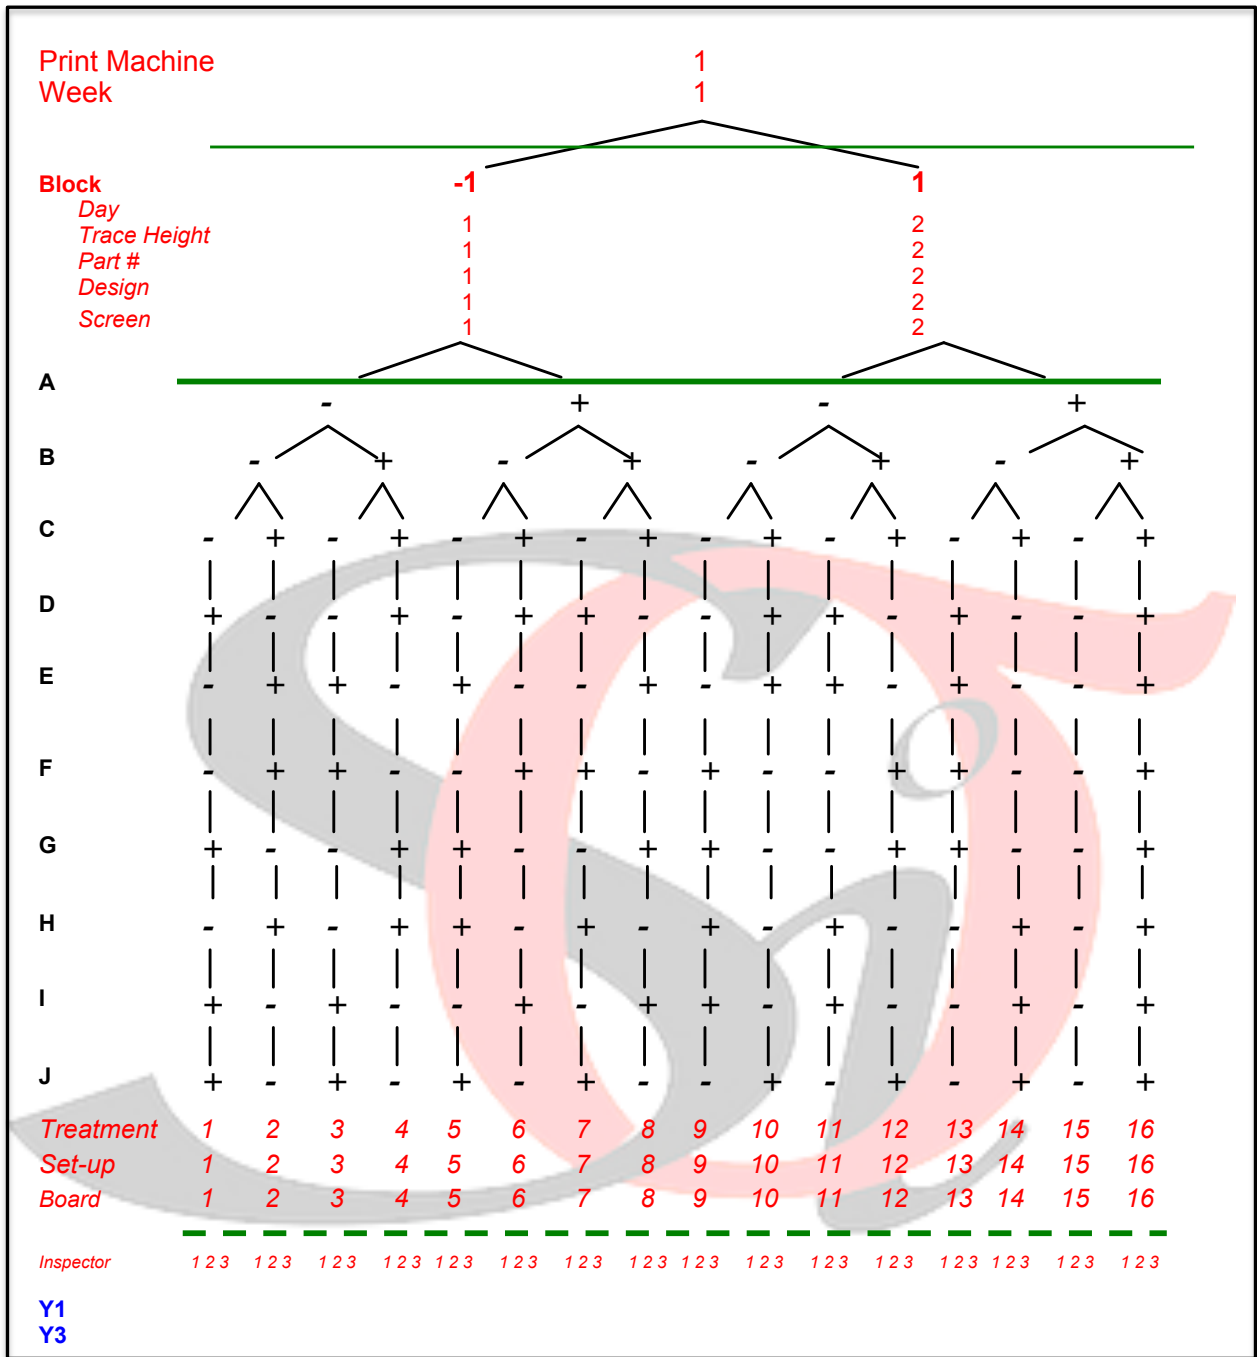 Print Machine 1
Week 1
Block -1 1
Day 1 2
Trace Height 1 2
Part # 1 2
Design 1 2
Screen 1 2
A
- + - +
B - + - + - + - +
C - + - + - + - + - + - + - + - +
D + - - + - + + - - + + - + - - +
E - + + - + - - + - + + - + - - +
F - + + - - + + - + - - + + - - +
G + - - + + - - + + - - + + - - +
H - + - + + - + - + - + - - + - +
I + - + - - + - + + - + - - + - +
J + - + - + - + - - + - + - + - +
Treatment 1 2 3 4 5 6 7 8 9 10 11 12 13 14 15 16
Set-up 1 2 3 4 5 6 7 8 9 10 11 12 13 14 15 16
Board 1 2 3 4 5 6 7 8 9 10 11 12 13 14 15 16
Inspector 1 2 3 1 2 3 1 2 3 1 2 3 1 2 3 1 2 3 1 2 3 1 2 3 1 2 3 1 2 3 1 2 3 1 2 3 1 2 3 1 2 3 1 2 3 1 2 3
Y1
Y3